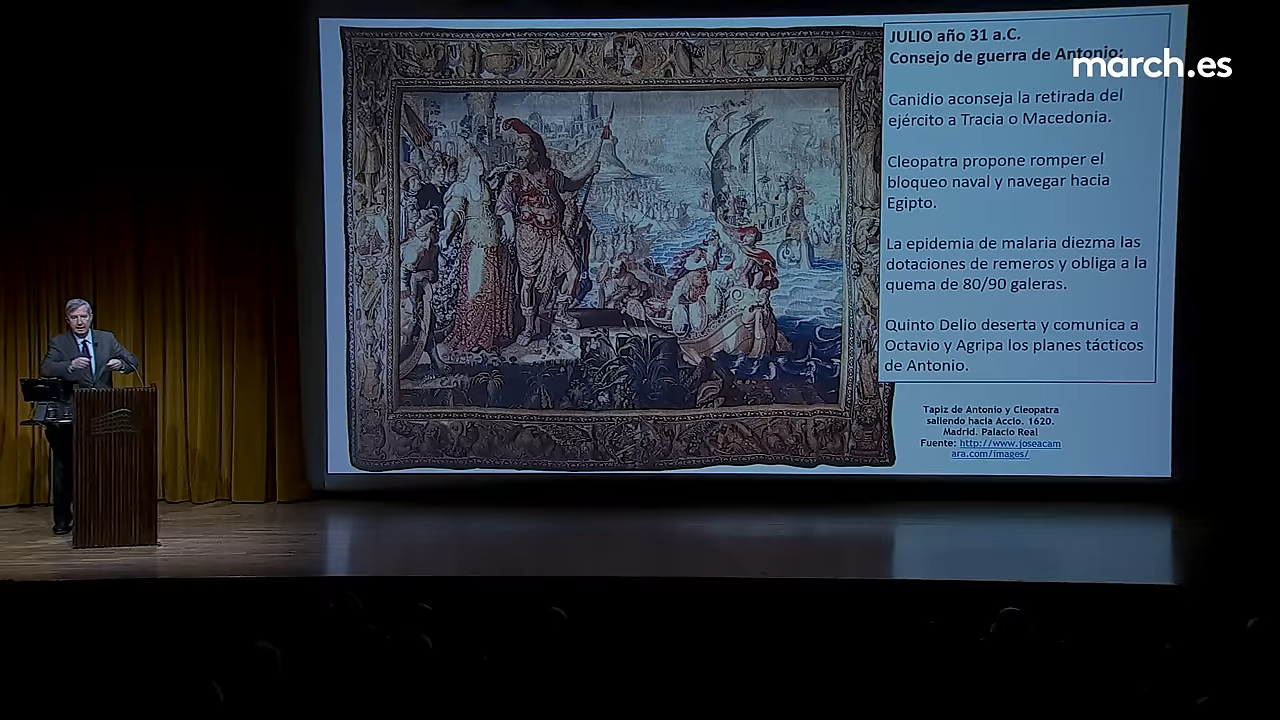 JULIO año 31 a.C.
Consejo de guerra de Antonio:
march.es
Canidio aconseja la retirada del
ejército a Tracia o Macedonia.
Cleopatra propone romper el
bloqueo naval y navegar hacia
Egipto.
La epidemia de malaria diezma las
dotaciones de remeros y obliga a la
quema de 80/90 galeras.
Quinto Delio deserta y comunica a
Octavio y Agripa los planes tácticos
de Antonio.
Tapiz de Antonio y Cleopatra
saliendo hacia Accio. 1620.
Madrid. Palacio Real
Fuente: http://www.joseacam
ara.com/images/